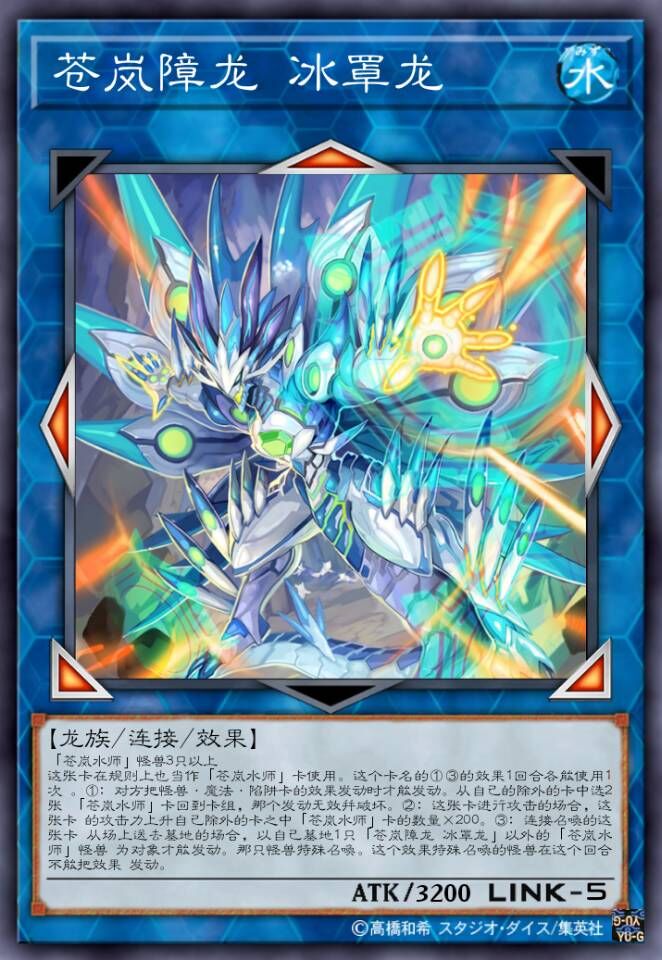 苍岚障龙 冰罩龙
みず
水
【龙族/连接/效果】
「苍岚水师」怪兽3只以上
这张卡在规则上也当作「苍岚水师」卡使用。这个卡名的①③的效果1回合各能使用1
次 。①：对方把怪兽·魔法·陷阱卡的效果发动时才能发动。从自己的除外的卡中选2
张 「苍岚水师」卡回到卡组，那个发动无效并破坏。②：这张卡进行攻击的场合，这
张卡 的攻击力上升自己除外的卡之中「苍岚水师」卡的数量×200。③：连接召唤的这
张卡 从场上送去墓地的场合，以自己墓地1只「苍岚障龙 冰罩龙」以外的「苍岚水
师」怪兽 为对象才能发动。那只怪兽特殊召唤。这个效果特殊召唤的怪兽在这个回合
不能把效果 发动。
ATK/3200 LINK-5
©高橋和希 スタジオ·ダイス/集英社
YU-G
YU-G